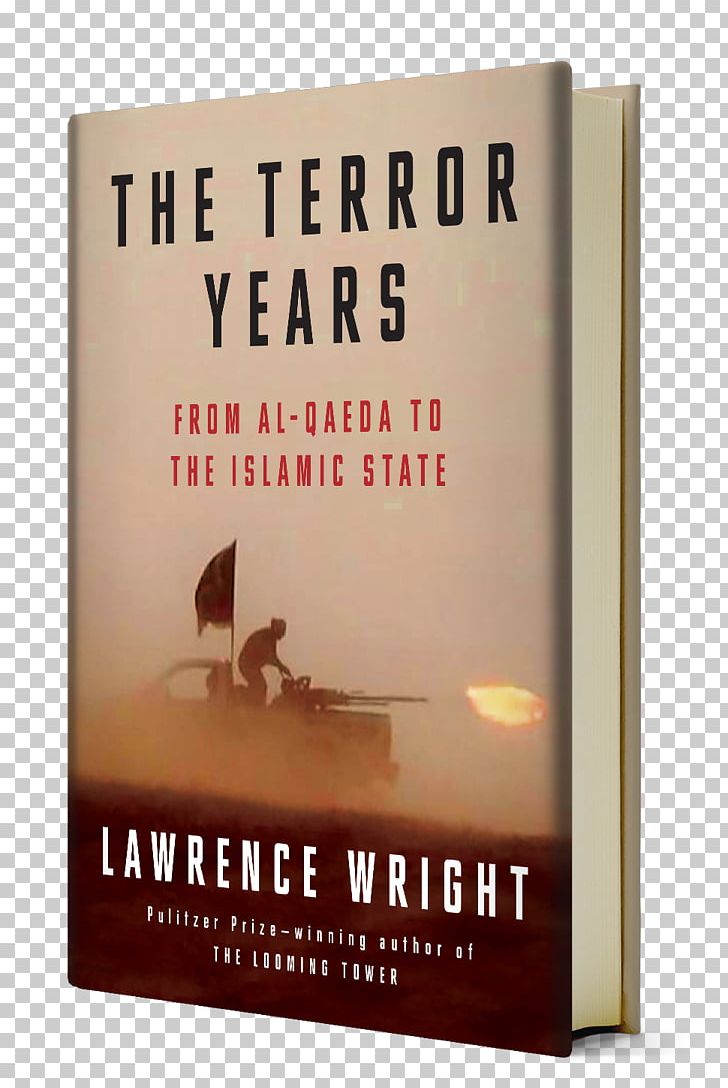 THE TERROR
YEARS
FROM AL-QAEDA TO
THE ISLAMIC STATE
LAWRENCE WRIGHT
Pulitzer Prize–winning author of
THE LOOMING TOWER